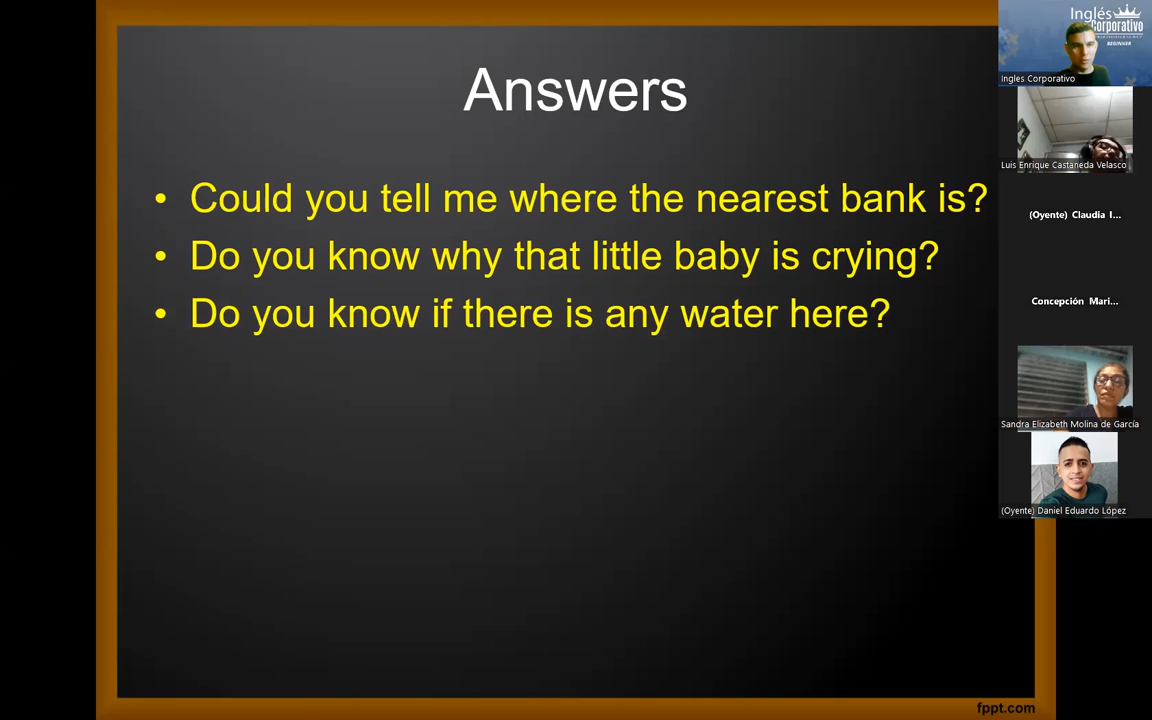 Answers
• Could you tell me where the nearest bank is?
• Do you know why that little baby is crying?
• Do you know if there is any water here?
fppt.com
Inglés
Corporativo
BEGINNER
Ingles Corporativo
Luis Enrique Castaneda Velasco
(Oyente) Claudia I...
Concepción Mari...
Sandra Elizabeth Molina de García
(Oyente) Daniel Eduardo López